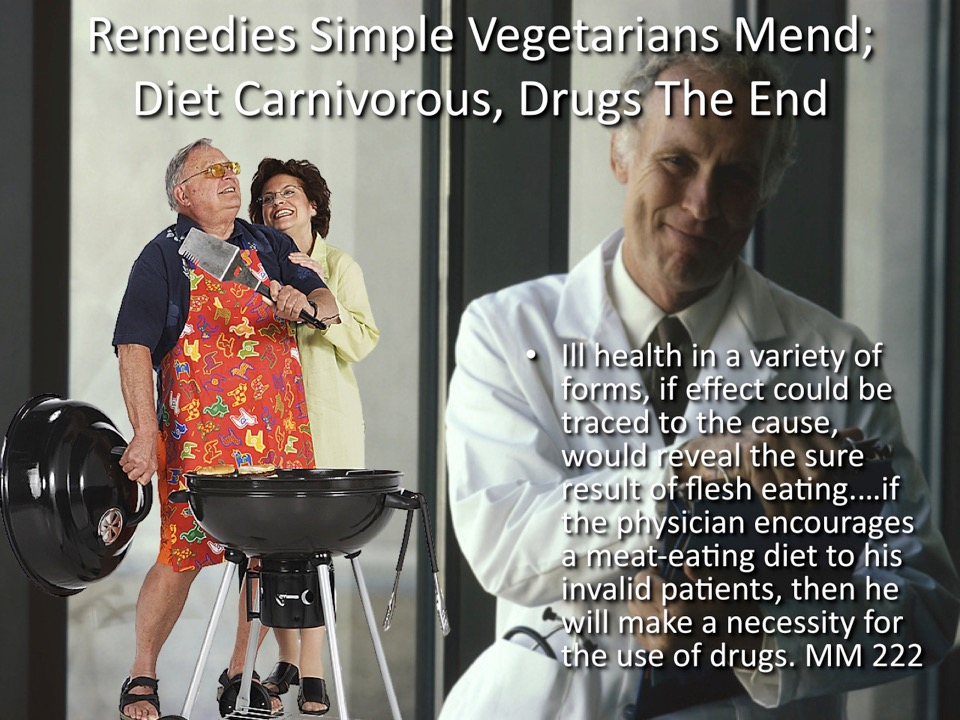 Remedies Simple Vegetarians Mend;
Diet Carnivorous, Drugs The End
• Ill health in a variety of
forms, if effect could be
traced to the cause,
would reveal the sure
result of flesh eating....if
the physician encourages
a meat-eating diet to his
invalid patients, then he
will make a necessity for
the use of drugs. MM 222